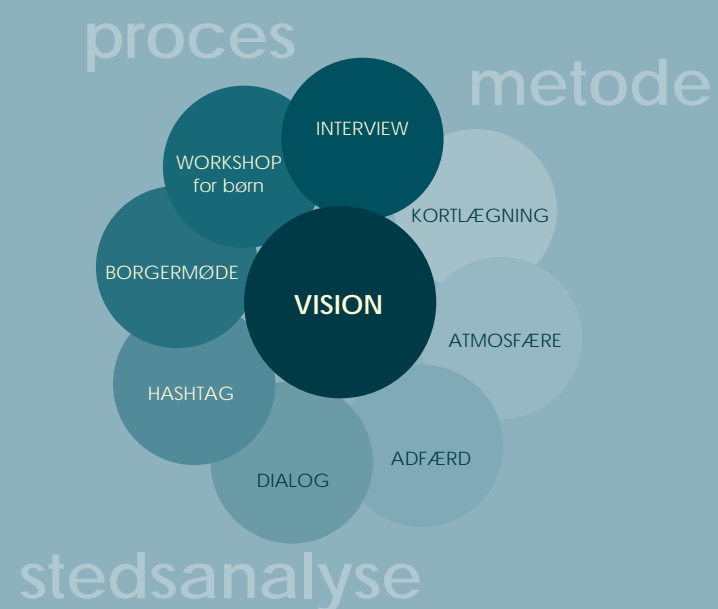 proces
metode
INTERVIEW
WORKSHOP
for børn
KORTLÆGNING
BORGERMØDE
VISION
ATMOSFÆRE
HASHTAG
ADFÆRD
DIALOG
stedsanalyse